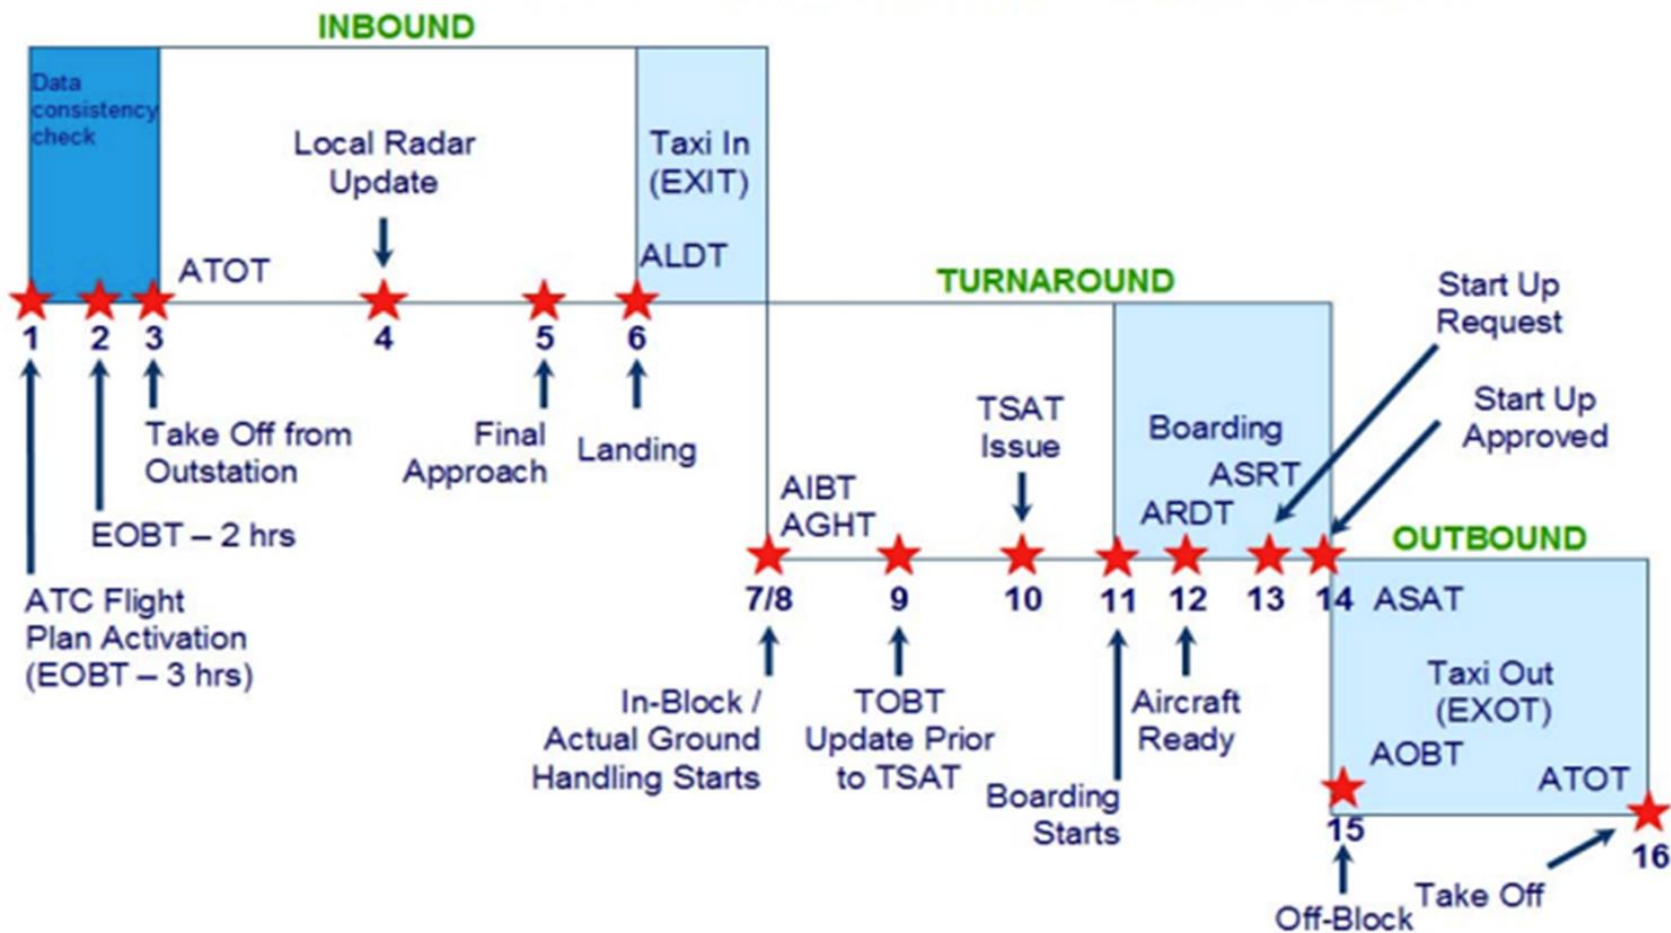 INBOUND
Data
consistency
check
Local Radar
Update
Taxi In
(EXIT)
ATOT
ALDT
1
2
3
4
5
6
Take Off from
Outstation
Final
Approach
Landing
EOBT – 2 hrs
ATC Flight
Plan Activation
(EOBT – 3 hrs)
TURNAROUND
Start Up
Request
Start Up
Approved
TSAT
Issue
Boarding
ASRT
ARDT
AIBT
AGHT
7/8
9
10
11
12
13
14
In-Block /
Actual Ground
Handling Starts
TOBT
Update Prior
to TSAT
Boarding
Starts
Aircraft
Ready
OUTBOUND
ASAT
Taxi Out
(EXOT)
AOBT
ATOT
15
16
Off-Block
Take Off